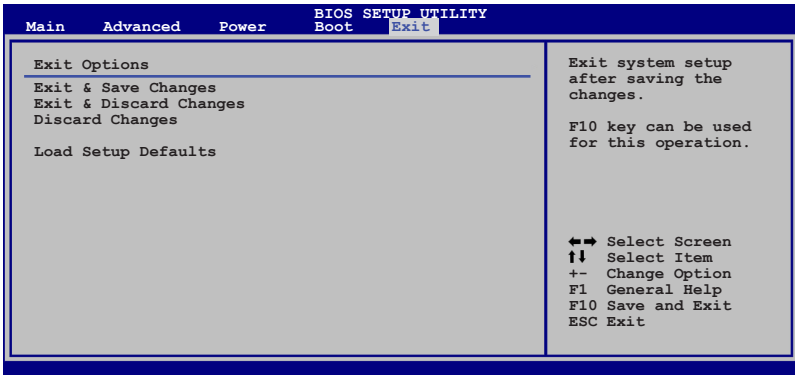 BIOS SETUP UTILITY
Main Advanced Power Boot Exit
Exit Options
Exit & Save Changes
Exit & Discard Changes
Discard Changes
Load Setup Defaults
Exit system setup
after saving the
changes.
F10 key can be used
for this operation.
←→ Select Screen
↑↓ Select Item
+- Change Option
F1 General Help
F10 Save and Exit
ESC Exit